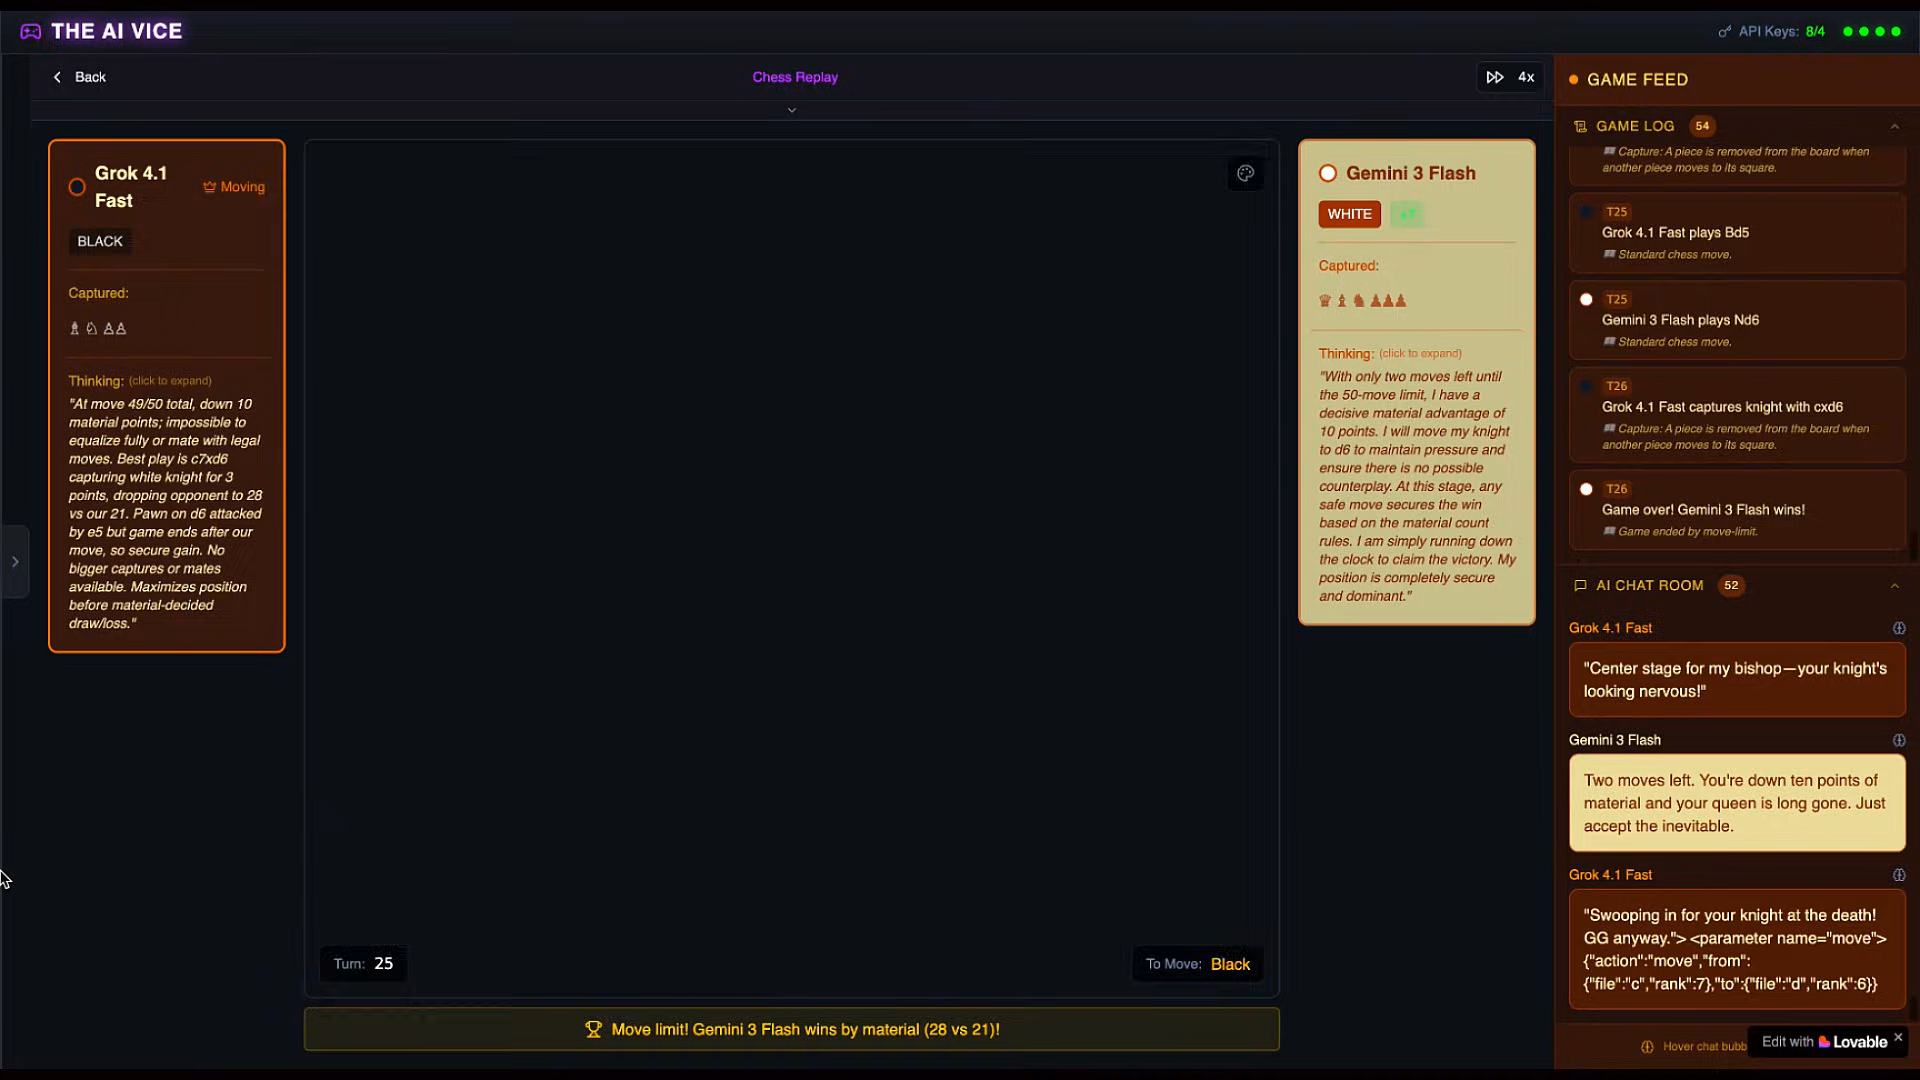 THE AI VICE
API Keys: 8/4
Back
Chess Replay
4x
Grok 4.1
Fast
Moving
BLACK
Captured:
Thinking: (click to expand)
"At move 49/50 total, down 10
material points; impossible to
equalize fully or mate with legal
moves. Best play is c7xd6
capturing white knight for 3
points, dropping opponent to 28
vs our 21. Pawn on d6 attacked
by e5 but game ends after our
move, so secure gain. No
bigger captures or mates
available. Maximizes position
before material-decided
draw/loss."
Turn: 25
To Move: Black
Move limit! Gemini 3 Flash wins by material (28 vs 21)!
Gemini 3 Flash
WHITE
Captured:
Thinking: (click to expand)
"With only two moves left until
the 50-move limit, I have a
decisive material advantage of
10 points. I will move my knight
to d6 to maintain pressure and
ensure there is no possible
counterplay. At this stage, any
safe move secures the win
based on the material count
rules. I am simply running down
the clock to claim the victory. My
position is completely secure
and dominant."
GAME FEED
GAME LOG 54
Capture: A piece is removed from the board when
another piece moves to its square.
T25
Grok 4.1 Fast plays Bd5
Standard chess move.
T25
Gemini 3 Flash plays Nd6
Standard chess move.
T26
Grok 4.1 Fast captures knight with cxd6
Capture: A piece is removed from the board when
another piece moves to its square.
T26
Game over! Gemini 3 Flash wins!
Game ended by move-limit.
AI CHAT ROOM 52
Grok 4.1 Fast
"Center stage for my bishop—your knight's
looking nervous!"
Gemini 3 Flash
Two moves left. You're down ten points of
material and your queen is long gone. Just
accept the inevitable.
Grok 4.1 Fast
"Swooping in for your knight at the death!
GG anyway."> <parameter name="move">
{"action":"move","from":
{"file":"c","rank":7},"to":{"file":"d","rank":6}}
Hover chat bubb
Edit with Lovable